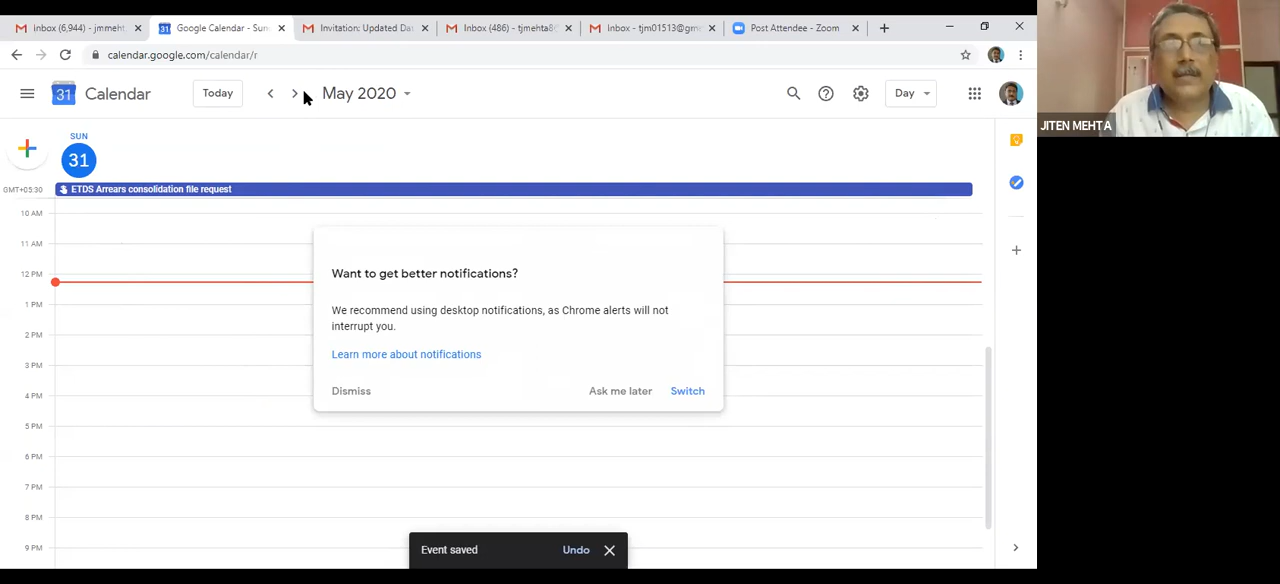 Inbox (6,944) - jmrmeht
Google Calendar - Sun
Invitation: Updated Da
Inbox (486) - tjmehta8
Inbox - tjm01513@gm
Post Attendee - Zoom
calendar.google.com/calendar/r
31 Calendar
Today
May 2020
Day
JITEN MEHTA
SUN
31
GMT+05:30
ETDS Arrears consolidation file request
10 AM
11 AM
12 PM
1 PM
2 PM
3 PM
4 PM
5 PM
6 PM
7 PM
8 PM
9 PM
Want to get better notifications?
We recommend using desktop notifications, as Chrome alerts will not
interrupt you.
Learn more about notifications
Dismiss
Ask me later
Switch
Event saved
Undo